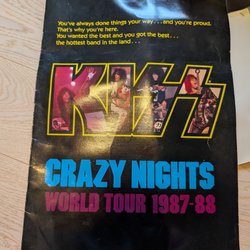 You've always done things your way... and you're proud.
That's why you're here.
You wanted the best and you got the best...
the hottest band in the land...
KISS
CRAZY NIGHTS
WORLD TOUR 1987-88